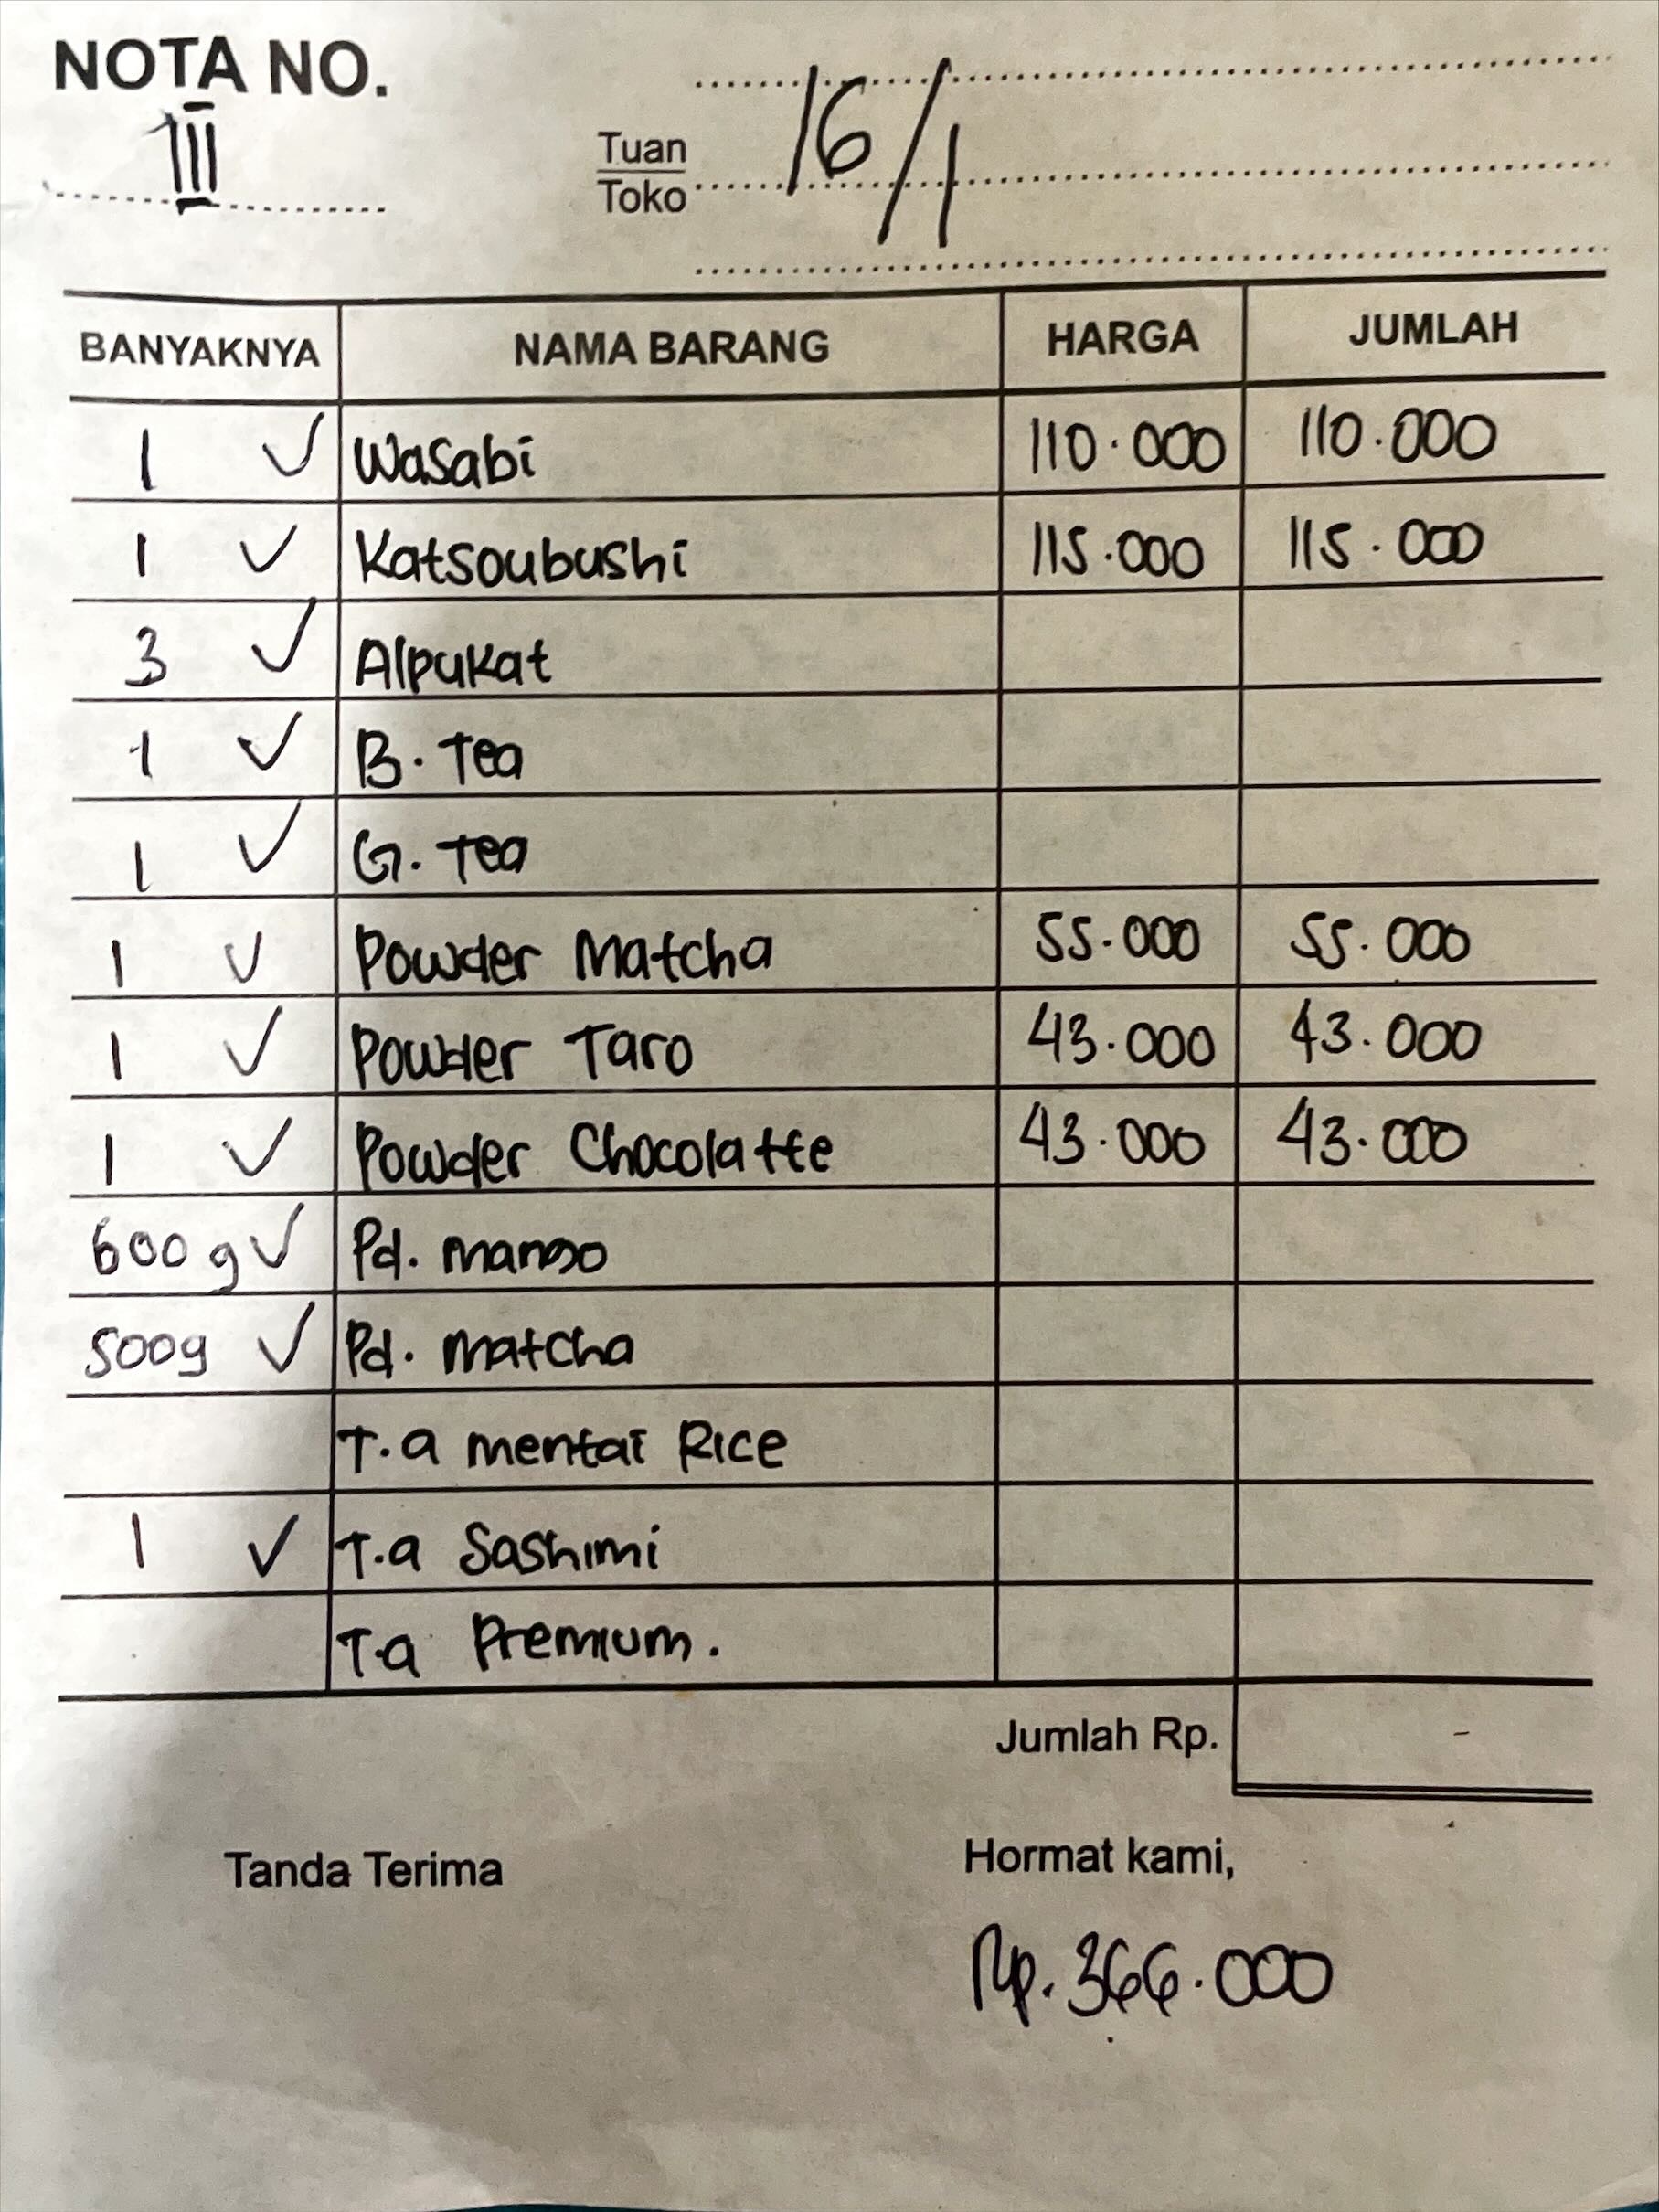 NOTA NO.
III
Tuan
Toko
16/1
BANYAKNYA NAMA BARANG HARGA JUMLAH
1 ✓ Wasabi 110.000 110.000
1 ✓ Katsoubushi 115.000 115.000
3 ✓ Alpukat
1 ✓ B. Tea
1 ✓ G. Tea
1 ✓ Powder Matcha 55.000 55.000
1 ✓ Powder Taro 43.000 43.000
1 ✓ Powder Chocolatte 43.000 43.000
600 g ✓ Pd. mango
500g ✓ Pd. matcha
T.a mentai Rice
1 ✓ T.a Sashimi
T.a Premium.
Jumlah Rp. -
Tanda Terima Hormat kami,
Rp. 366.000